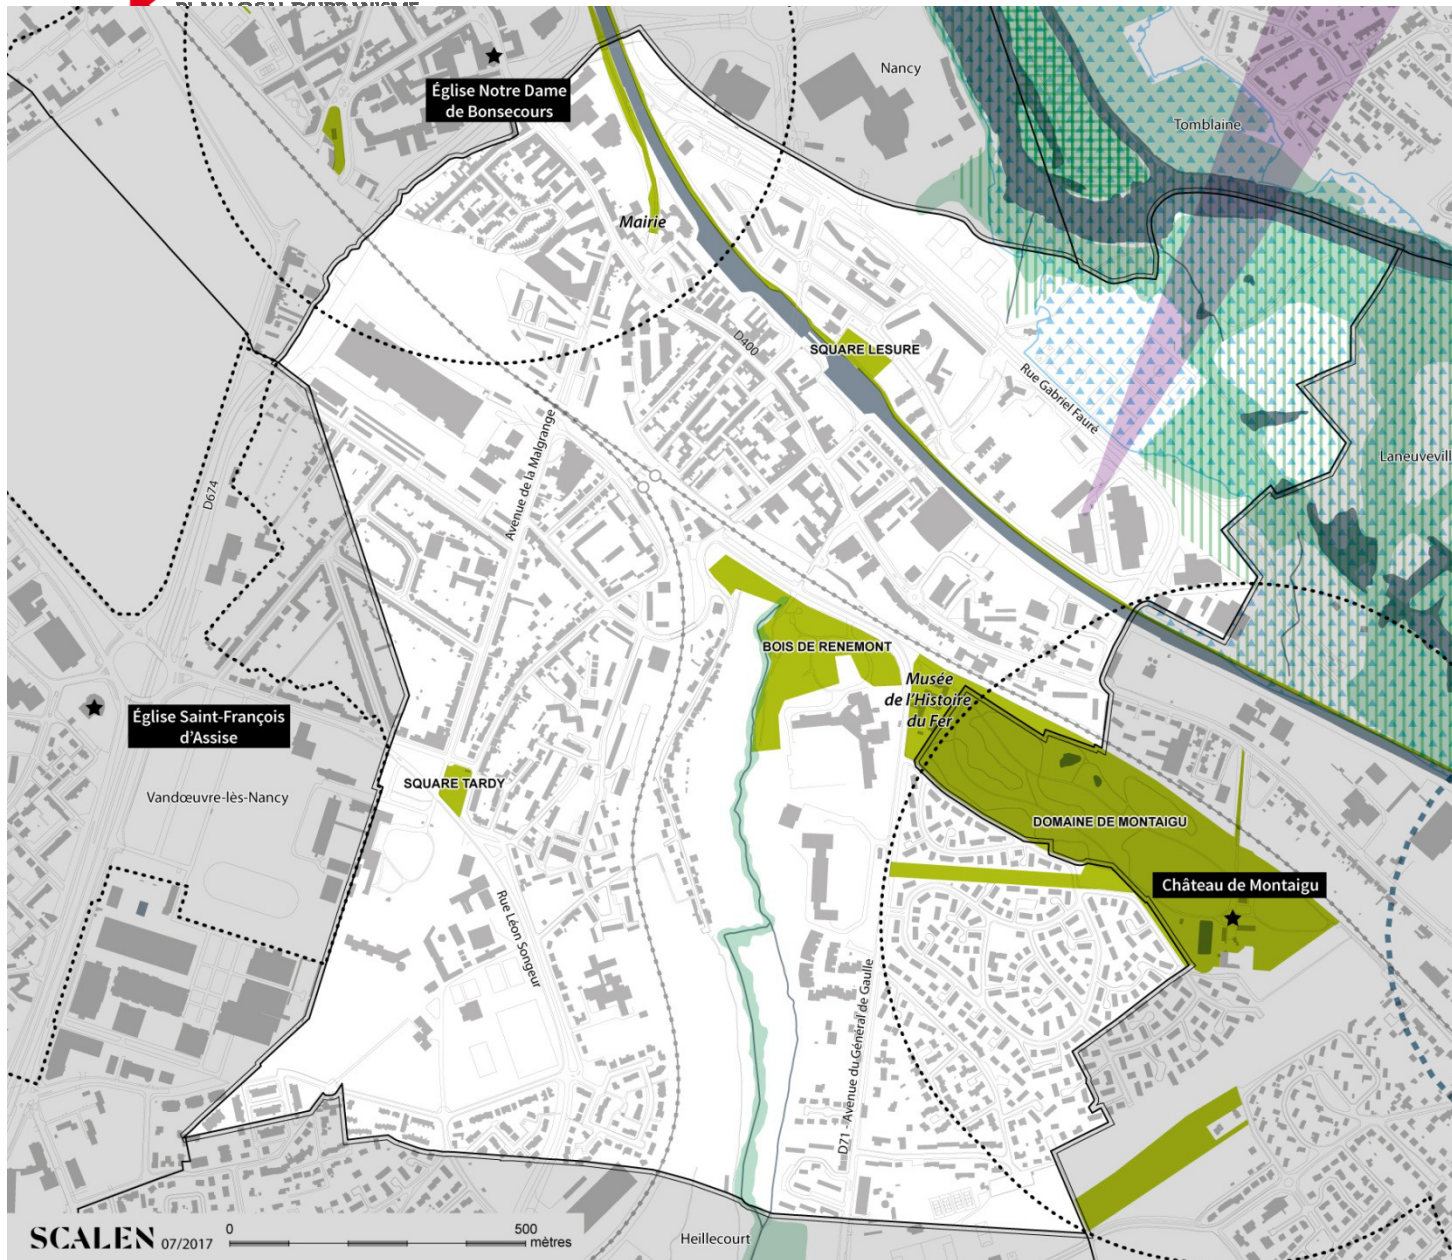 PLAN LOCAL D'URBANISME
Église Notre Dame
de Bonsecours
Nancy
Tomblaine
Mairie
D400
SQUARE LESURE
Rue Gabriel Fauré
Laneuvevill
Avenue de la Malgrange
D674
BOIS DE RENEMONT
Musée
de l'Histoire
du Fer
Église Saint-François
d'Assise
SQUARE TARDY
Vandœuvre-lès-Nancy
DOMAINE DE MONTAIGU
Château de Montaigu
Rue Léon Songeur
D71 - Avenue du Général de Gaulle
SCALEN 07/2017
0 500
mètres
Heillecourt